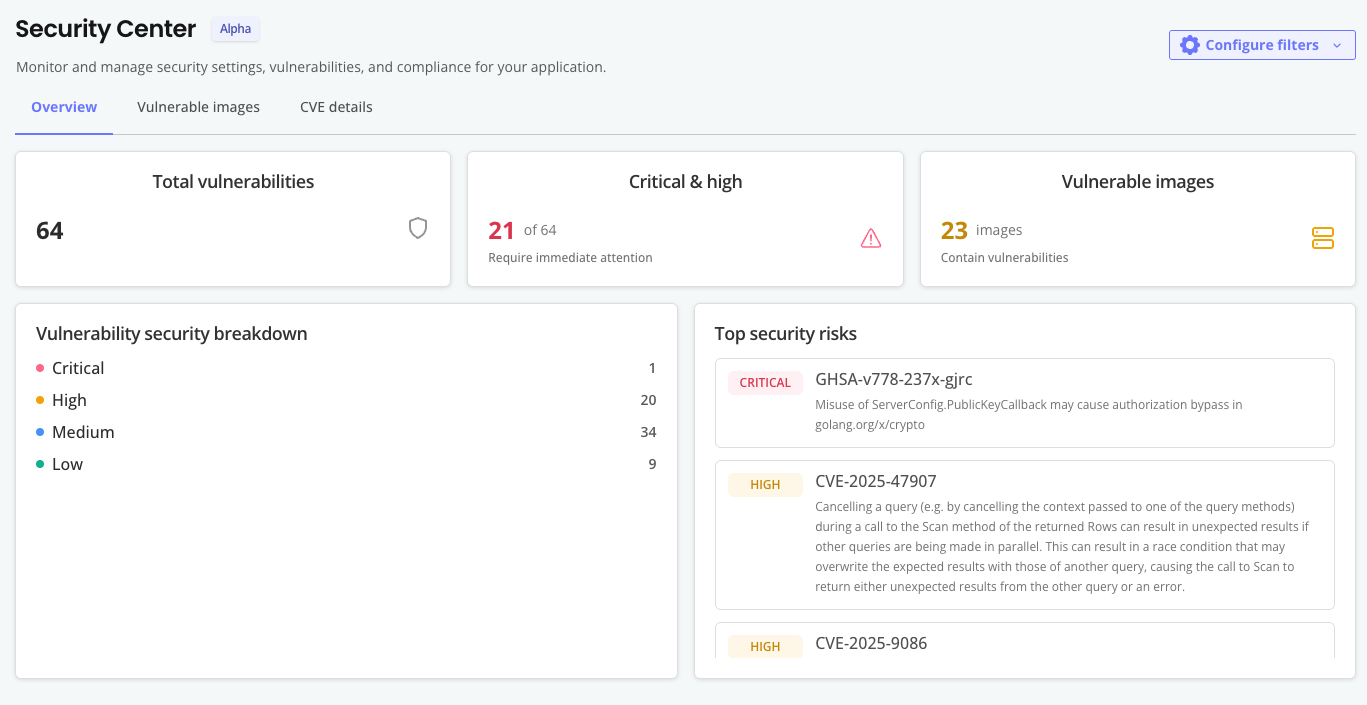 Security Center
Alpha
Configure filters
Monitor and manage security settings, vulnerabilities, and compliance for your application.
Overview
Vulnerable images
CVE details
Total vulnerabilities
64
Critical & high
21 of 64
Require immediate attention
Vulnerable images
23 images
Contain vulnerabilities
Vulnerability security breakdown
Critical 1
High 20
Medium 34
Low 9
Top security risks
CRITICAL
GHSA-v778-237x-gjrc
Misuse of ServerConfig.PublicKeyCallback may cause authorization bypass in
golang.org/x/crypto
HIGH
CVE-2025-47907
Cancelling a query (e.g. by cancelling the context passed to one of the query methods)
during a call to the Scan method of the returned Rows can result in unexpected results if
other queries are being made in parallel. This can result in a race condition that may
overwrite the expected results with those of another query, causing the call to Scan to
return either unexpected results from the other query or an error.
HIGH
CVE-2025-9086